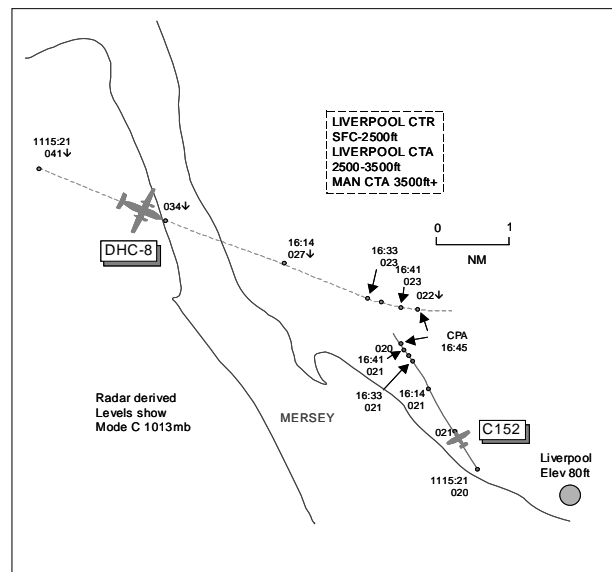 LIVERPOOL CTR
SFC-2500ft
LIVERPOOL CTA
2500-3500ft
MAN CTA 3500ft+
1115:21
041↓
034↓
DHC-8
16:14
027↓
16:33
023
16:41
023
022↓
0
1
NM
CPA
16:45
020
16:41
021
16:33
021
16:14
021
021
C152
1115:21
020
Radar derived
Levels show
Mode C 1013mb
MERSEY
Liverpool
Elev 80ft